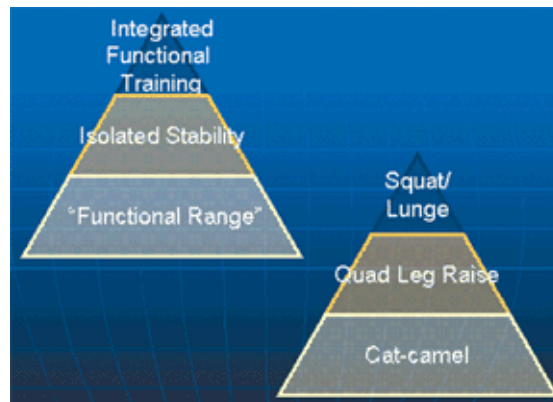 Integrated
Functional
Training
Isolated Stability
"Functional Range"
Squat/
Lunge
Quad Leg Raise
Cat-camel